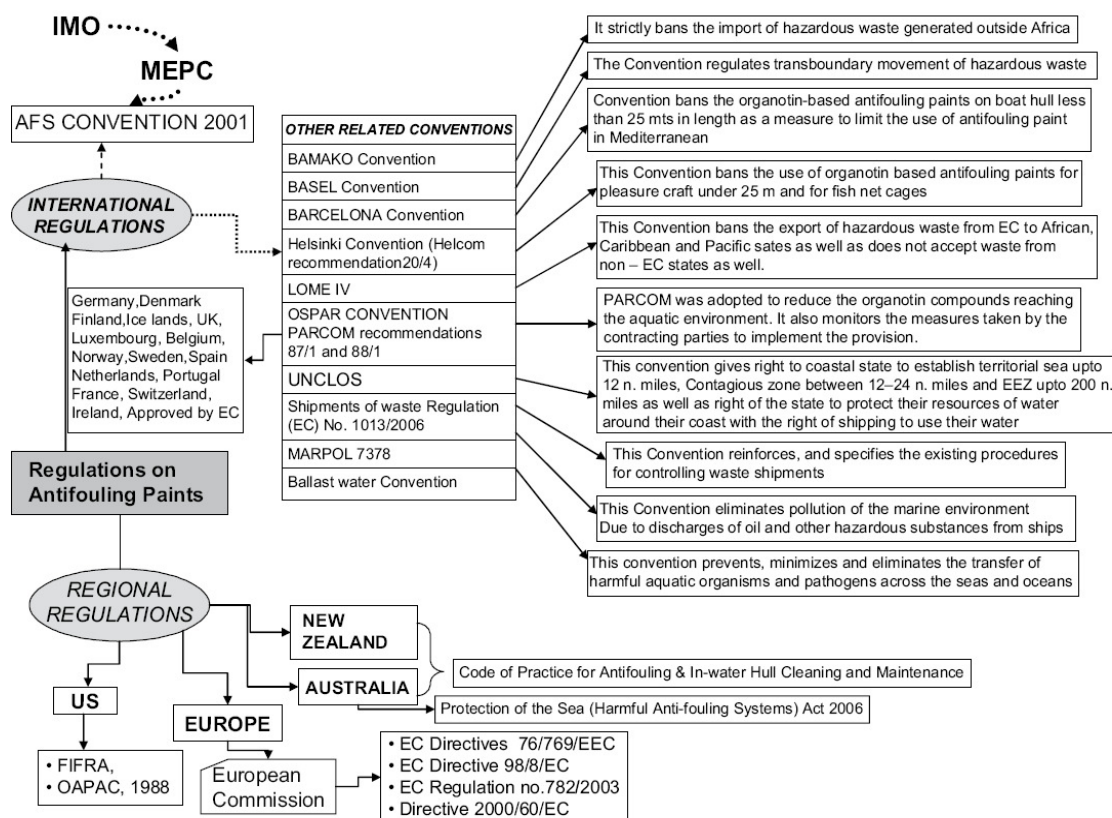 IMO
MEPC
AFS CONVENTION 2001
INTERNATIONAL
REGULATIONS
Germany,Denmark
Finland,Ice lands, UK,
Luxembourg, Belgium,
Norway,Sweden,Spain
Netherlands, Portugal
France, Switzerland,
Ireland, Approved by EC
OTHER RELATED CONVENTIONS
BAMAKO Convention
BASEL Convention
BARCELONA Convention
Helsinki Convention (Helcom
recommendation20/4)
LOME IV
OSPAR CONVENTION
PARCOM recommendations
87/1 and 88/1
UNCLOS
Shipments of waste Regulation
(EC) No. 1013/2006
MARPOL 7378
Ballast water Convention
It strictly bans the import of hazardous waste generated outside Africa
The Convention regulates transboundary movement of hazardous waste
Convention bans the organotin-based antifouling paints on boat hull less
than 25 mts in length as a measure to limit the use of antifouling paint
in Mediterranean
This Convention bans the use of organotin based antifouling paints for
pleasure craft under 25 m and for fish net cages
This Convention bans the export of hazardous waste from EC to African,
Caribbean and Pacific sates as well as does not accept waste from
non – EC states as well.
PARCOM was adopted to reduce the organotin compounds reaching
the aquatic environment. It also monitors the measures taken by the
contracting parties to implement the provision.
This convention gives right to coastal state to establish territorial sea upto
12 n. miles, Contagious zone between 12–24 n. miles and EEZ upto 200 n.
miles as well as right of the state to protect their resources of water
around their coast with the right of shipping to use their water
This Convention reinforces, and specifies the existing procedures
for controlling waste shipments
This Convention eliminates pollution of the marine environment
Due to discharges of oil and other hazardous substances from ships
This convention prevents, minimizes and eliminates the transfer of
harmful aquatic organisms and pathogens across the seas and oceans
Regulations on
Antifouling Paints
REGIONAL
REGULATIONS
US
• FIFRA,
• OAPAC, 1988
EUROPE
European
Commission
• EC Directives 76/769/EEC
• EC Directive 98/8/EC
• EC Regulation no.782/2003
• Directive 2000/60/EC
NEW
ZEALAND
AUSTRALIA
Code of Practice for Antifouling & In-water Hull Cleaning and Maintenance
Protection of the Sea (Harmful Anti-fouling Systems) Act 2006